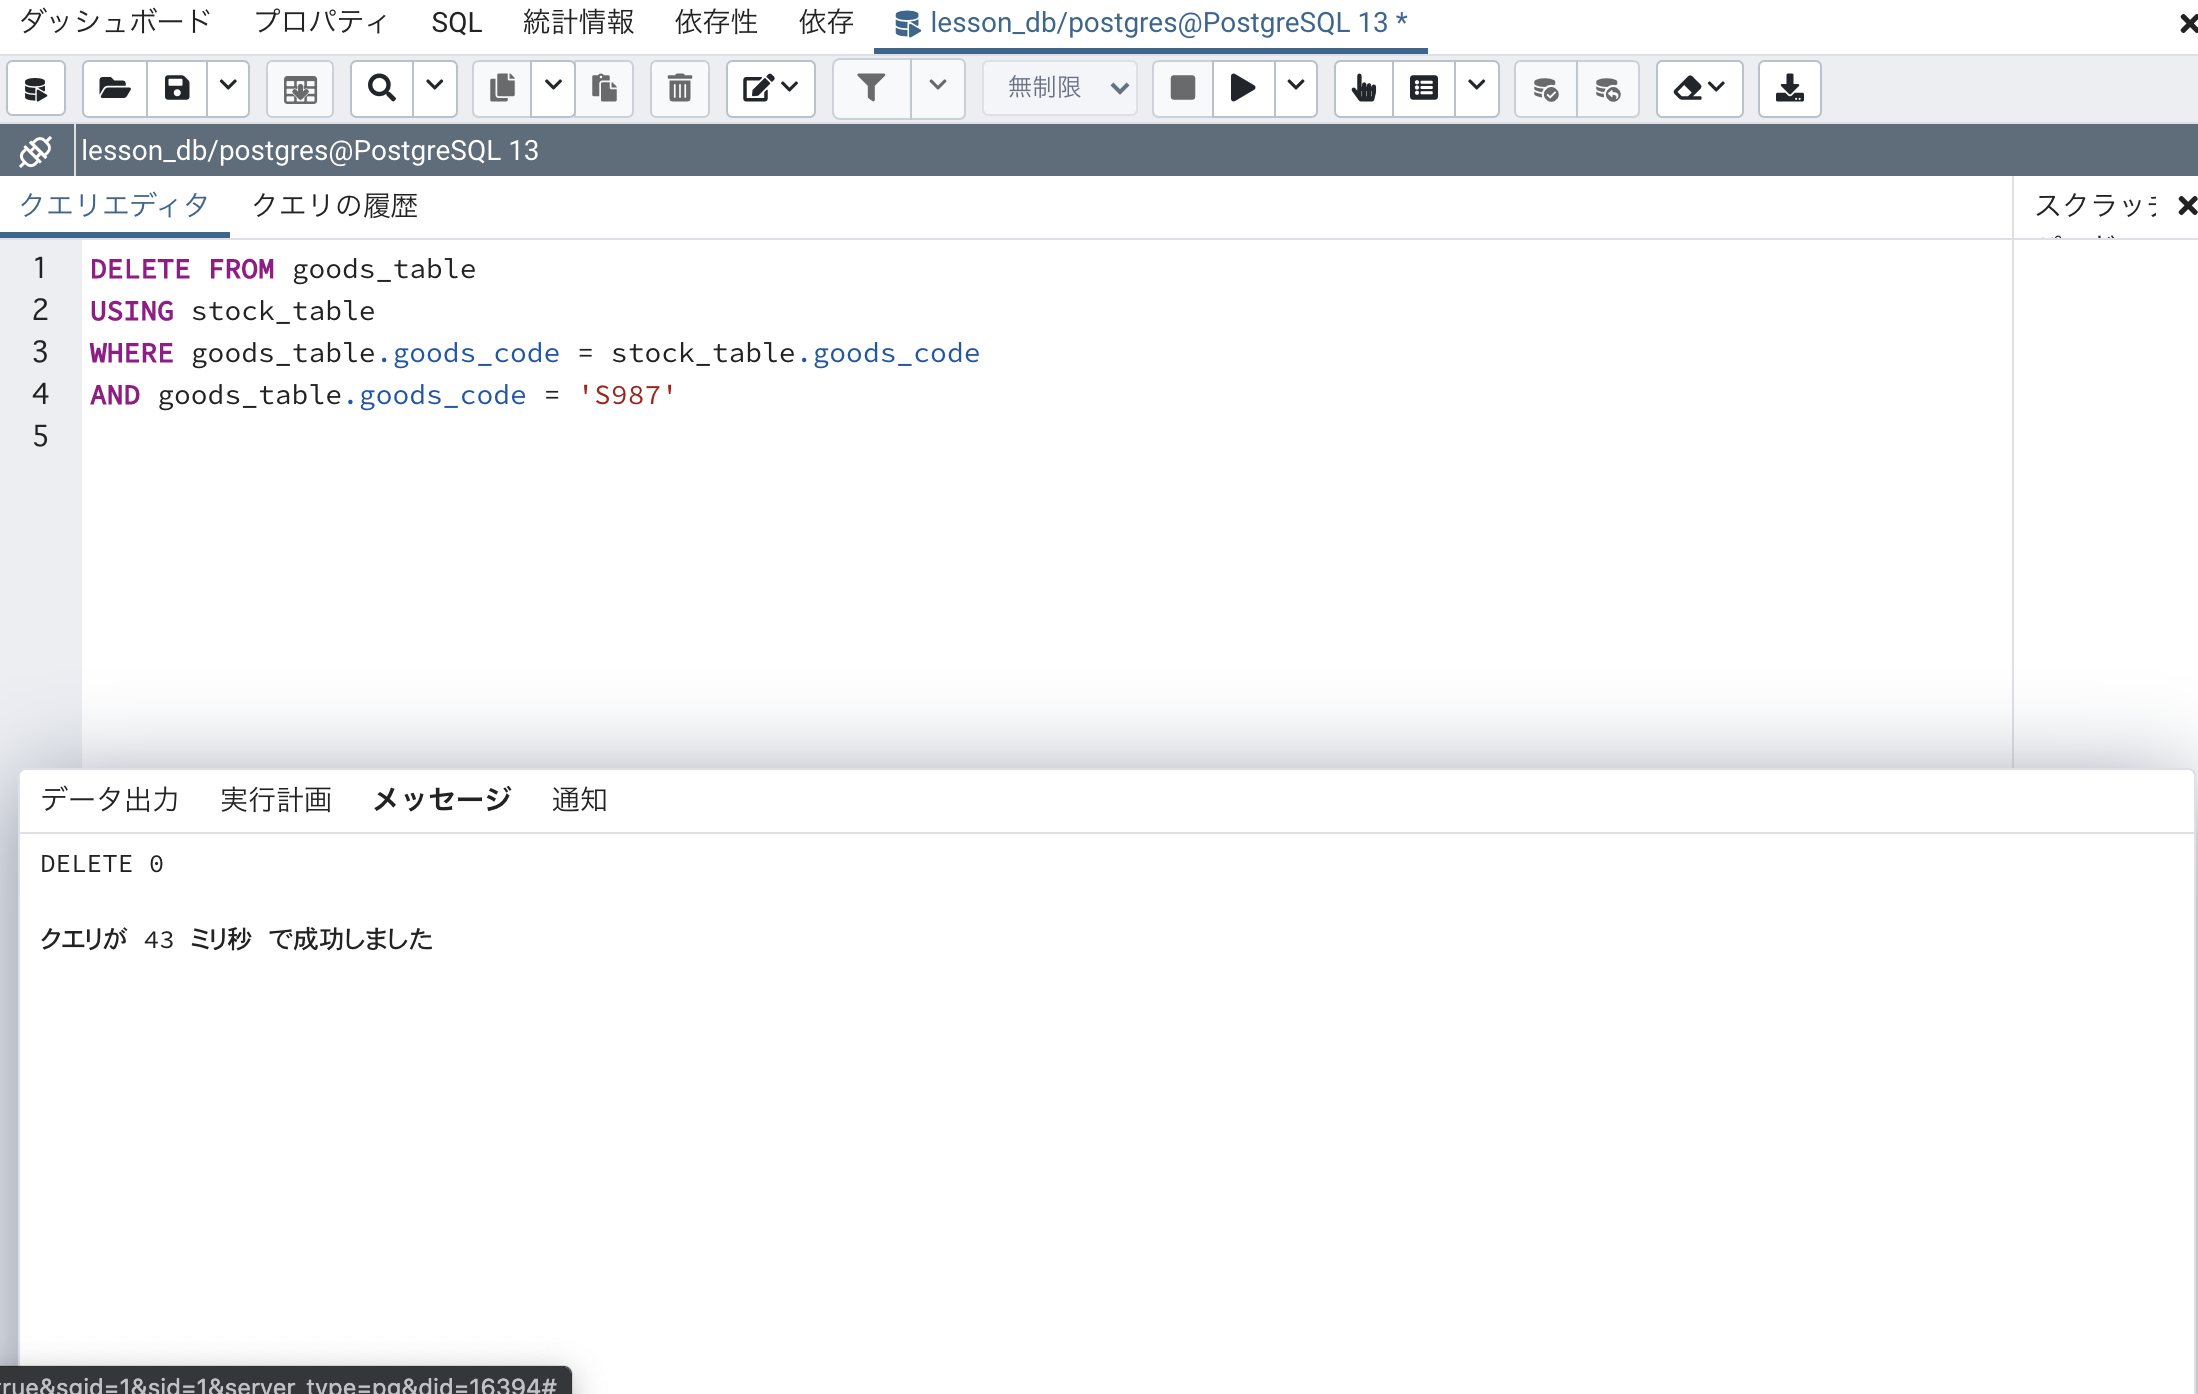 ダッシュボード プロパティ SQL 統計情報 依存性 依存 lesson_db/postgres@PostgreSQL 13 *
無制限
lesson_db/postgres@PostgreSQL 13
クエリエディタ クエリの履歴
スクラッチ
1 DELETE FROM goods_table
2 USING stock_table
3 WHERE goods_table.goods_code = stock_table.goods_code
4 AND goods_table.goods_code = 'S987'
5
データ出力 実行計画 メッセージ 通知
DELETE 0
クエリが 43 ミリ秒 で成功しました
rue&sgid=1&sid=1&server_type=pg&did=16394#